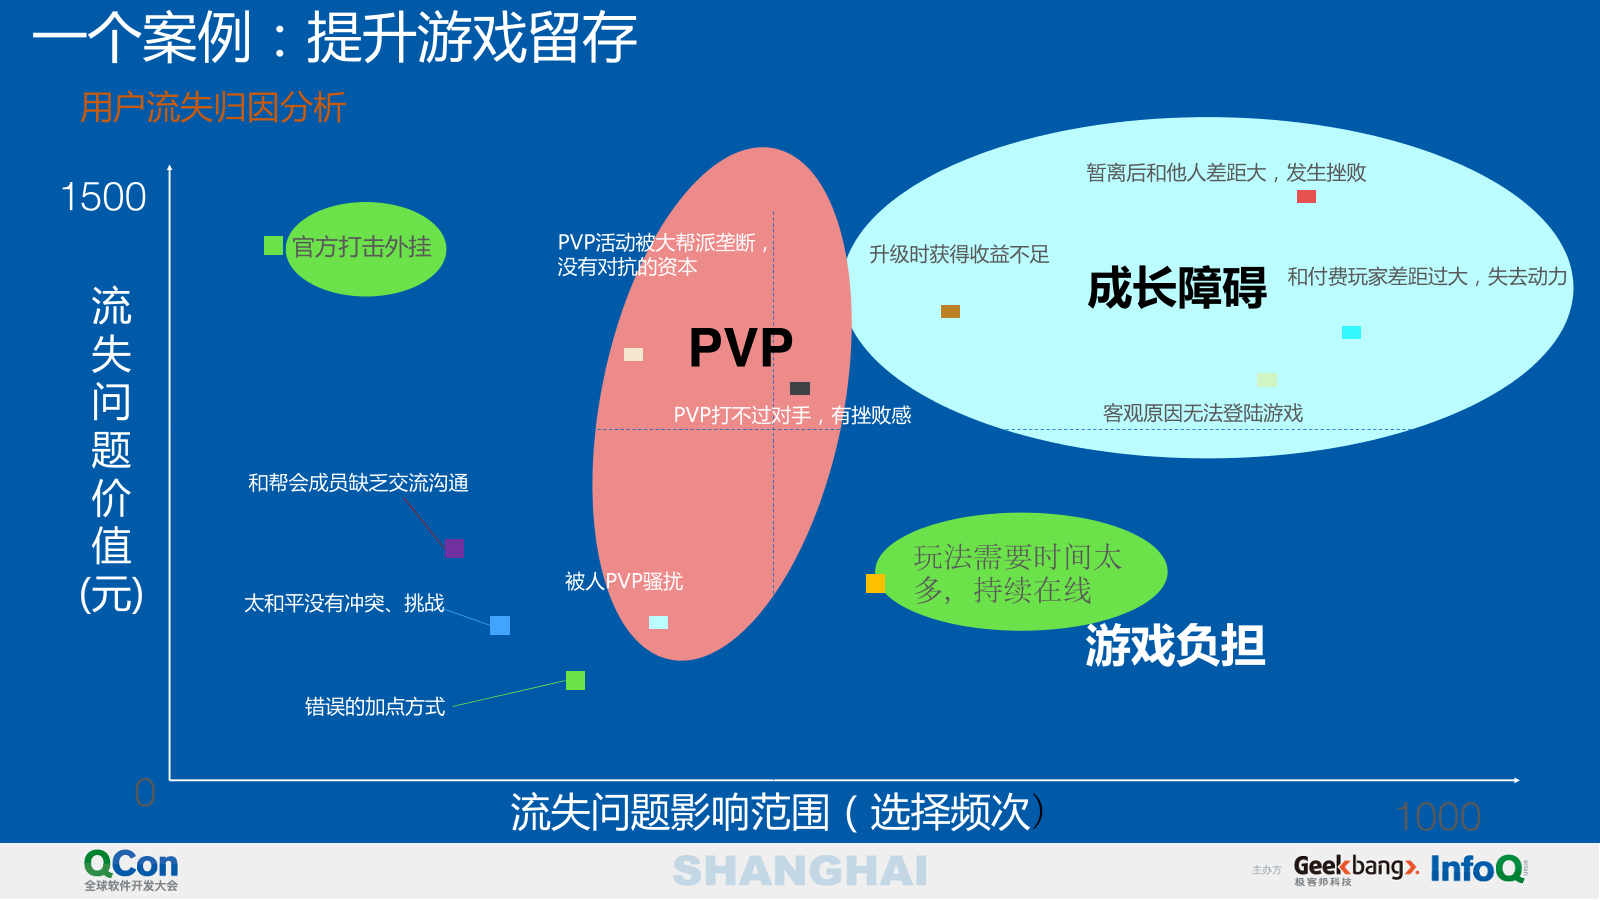 一个案例：提升游戏留存
用户流失归因分析
1500
流失问题价值(元)
官方打击外挂
PVP活动被大帮派垄断，
没有对抗的资本
PVP
PVP打不过对手，有挫败感
暂离后和他人差距大，发生挫败
升级时获得收益不足
成长障碍
和付费玩家差距过大，失去动力
客观原因无法登陆游戏
和帮会成员缺乏交流沟通
太和平没有冲突、挑战
错误的加点方式
被人PVP骚扰
玩法需要时间太
多，持续在线
游戏负担
0
流失问题影响范围（选择频次）
1000
QCon
全球软件开发大会
SHANGHAI
主办方
Geekbang>.
极客邦科技
InfoQ